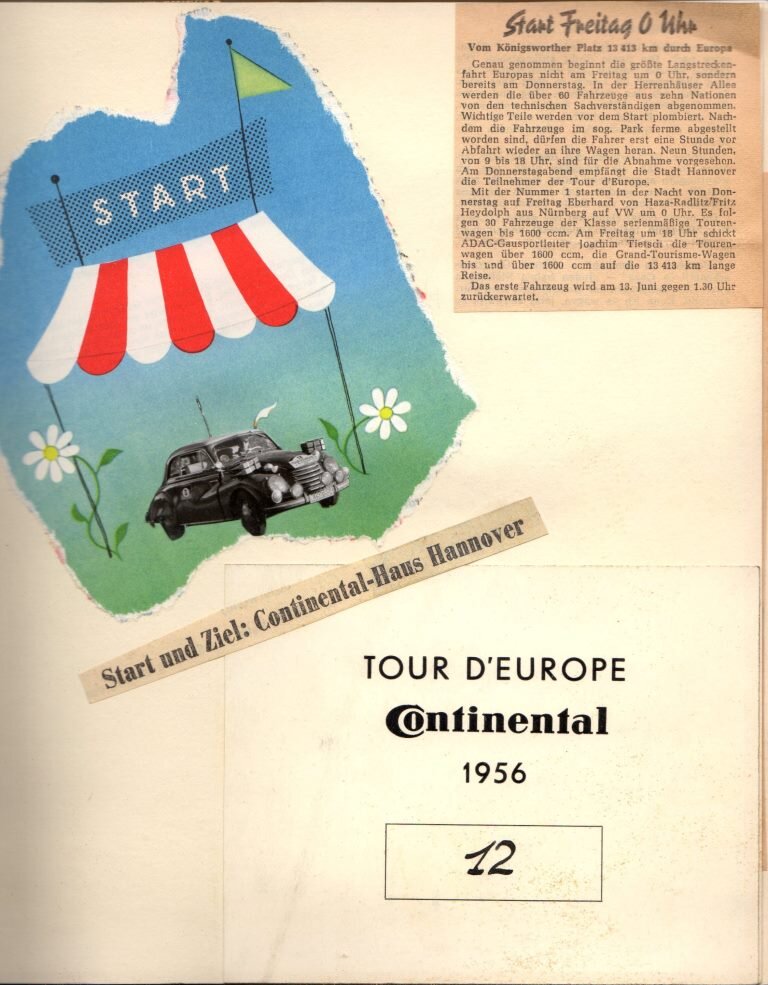 START
Start Freitag 0 Uhr
Vom Königsworther Platz 13 413 km durch Europa
Genau genommen beginnt die größte Langstrecken-
fahrt Europas nicht am Freitag um 0 Uhr, sondern
bereits am Donnerstag. In der Herrenhäuser Allee
werden die über 60 Fahrzeuge aus zehn Nationen
von den technischen Sachverständigen abgenommen.
Wichtige Teile werden vor dem Start plombiert. Nach-
dem die Fahrzeuge im sog. Park ferme abgestellt
worden sind, dürfen die Fahrer erst eine Stunde vor
Abfahrt wieder an ihre Wagen heran. Neun Stunden,
von 9 bis 18 Uhr, sind für die Abnahme vorgesehen.
Am Donnerstagabend empfängt die Stadt Hannover
die Teilnehmer der Tour d'Europe.
Mit der Nummer 1 starten in der Nacht von Don-
nerstag auf Freitag Eberhard von Haza-Radlitz/Fritz
Heydolph aus Nürnberg auf VW um 0 Uhr. Es fol-
gen 30 Fahrzeuge der Klasse serienmäßige Touren-
wagen bis 1600 ccm. Am Freitag um 18 Uhr schickt
ADAC-Gausportleiter Joachim Tietsch die Touren-
wagen über 1600 ccm, die Grand-Tourisme-Wagen
bis und über 1600 ccm auf die 13 413 km lange
Reise.
Das erste Fahrzeug wird am 13. Juni gegen 1.30 Uhr
zurückerwartet.
Start und Ziel: Continental-Haus Hannover
TOUR D'EUROPE
Continental
1956
12